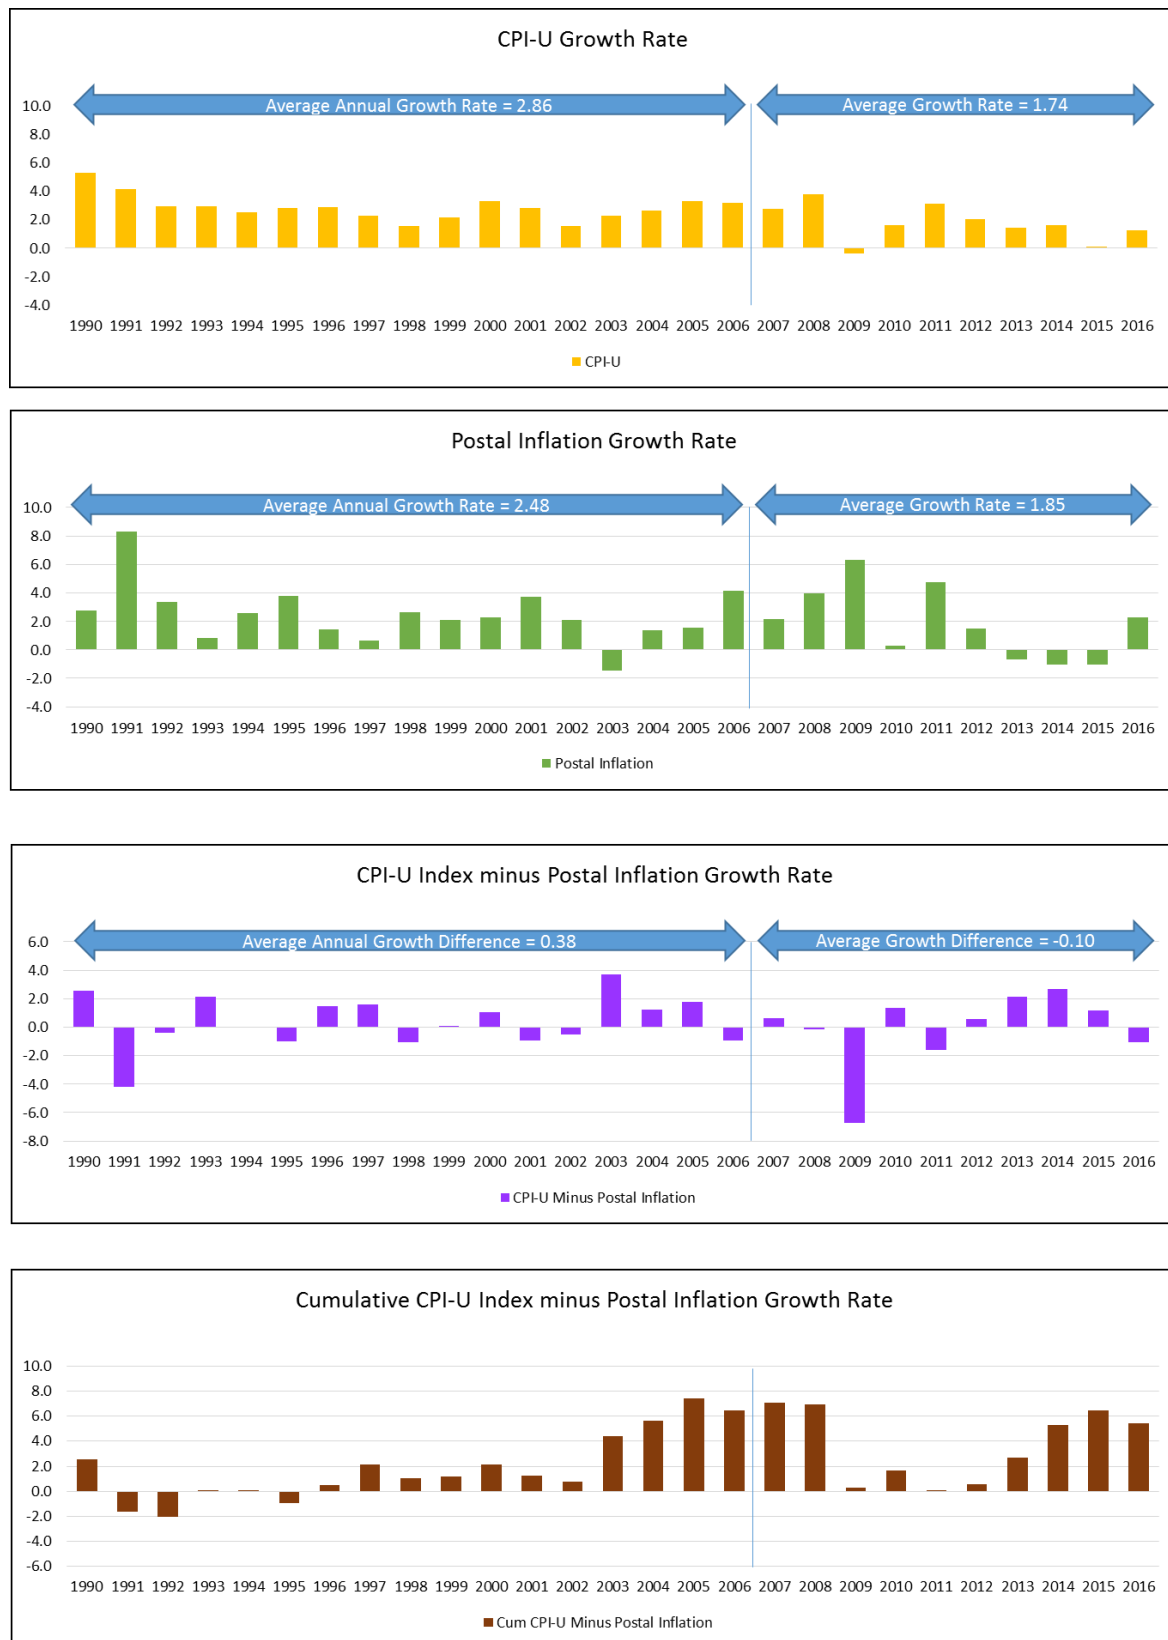 CPI-U Growth Rate
Average Annual Growth Rate = 2.86
Average Growth Rate = 1.74
10.0
8.0
6.0
4.0
2.0
0.0
-2.0
-4.0
1990 1991 1992 1993 1994 1995 1996 1997 1998 1999 2000 2001 2002 2003 2004 2005 2006 2007 2008 2009 2010 2011 2012 2013 2014 2015 2016
CPI-U
Postal Inflation Growth Rate
Average Annual Growth Rate = 2.48
Average Growth Rate = 1.85
10.0
8.0
6.0
4.0
2.0
0.0
-2.0
-4.0
1990 1991 1992 1993 1994 1995 1996 1997 1998 1999 2000 2001 2002 2003 2004 2005 2006 2007 2008 2009 2010 2011 2012 2013 2014 2015 2016
Postal Inflation
CPI-U Index minus Postal Inflation Growth Rate
Average Annual Growth Difference = 0.38
Average Growth Difference = -0.10
6.0
4.0
2.0
0.0
-2.0
-4.0
-6.0
-8.0
1990 1991 1992 1993 1994 1995 1996 1997 1998 1999 2000 2001 2002 2003 2004 2005 2006 2007 2008 2009 2010 2011 2012 2013 2014 2015 2016
CPI-U Minus Postal Inflation
Cumulative CPI-U Index minus Postal Inflation Growth Rate
10.0
8.0
6.0
4.0
2.0
0.0
-2.0
-4.0
-6.0
1990 1991 1992 1993 1994 1995 1996 1997 1998 1999 2000 2001 2002 2003 2004 2005 2006 2007 2008 2009 2010 2011 2012 2013 2014 2015 2016
Cum CPI-U Minus Postal Inflation